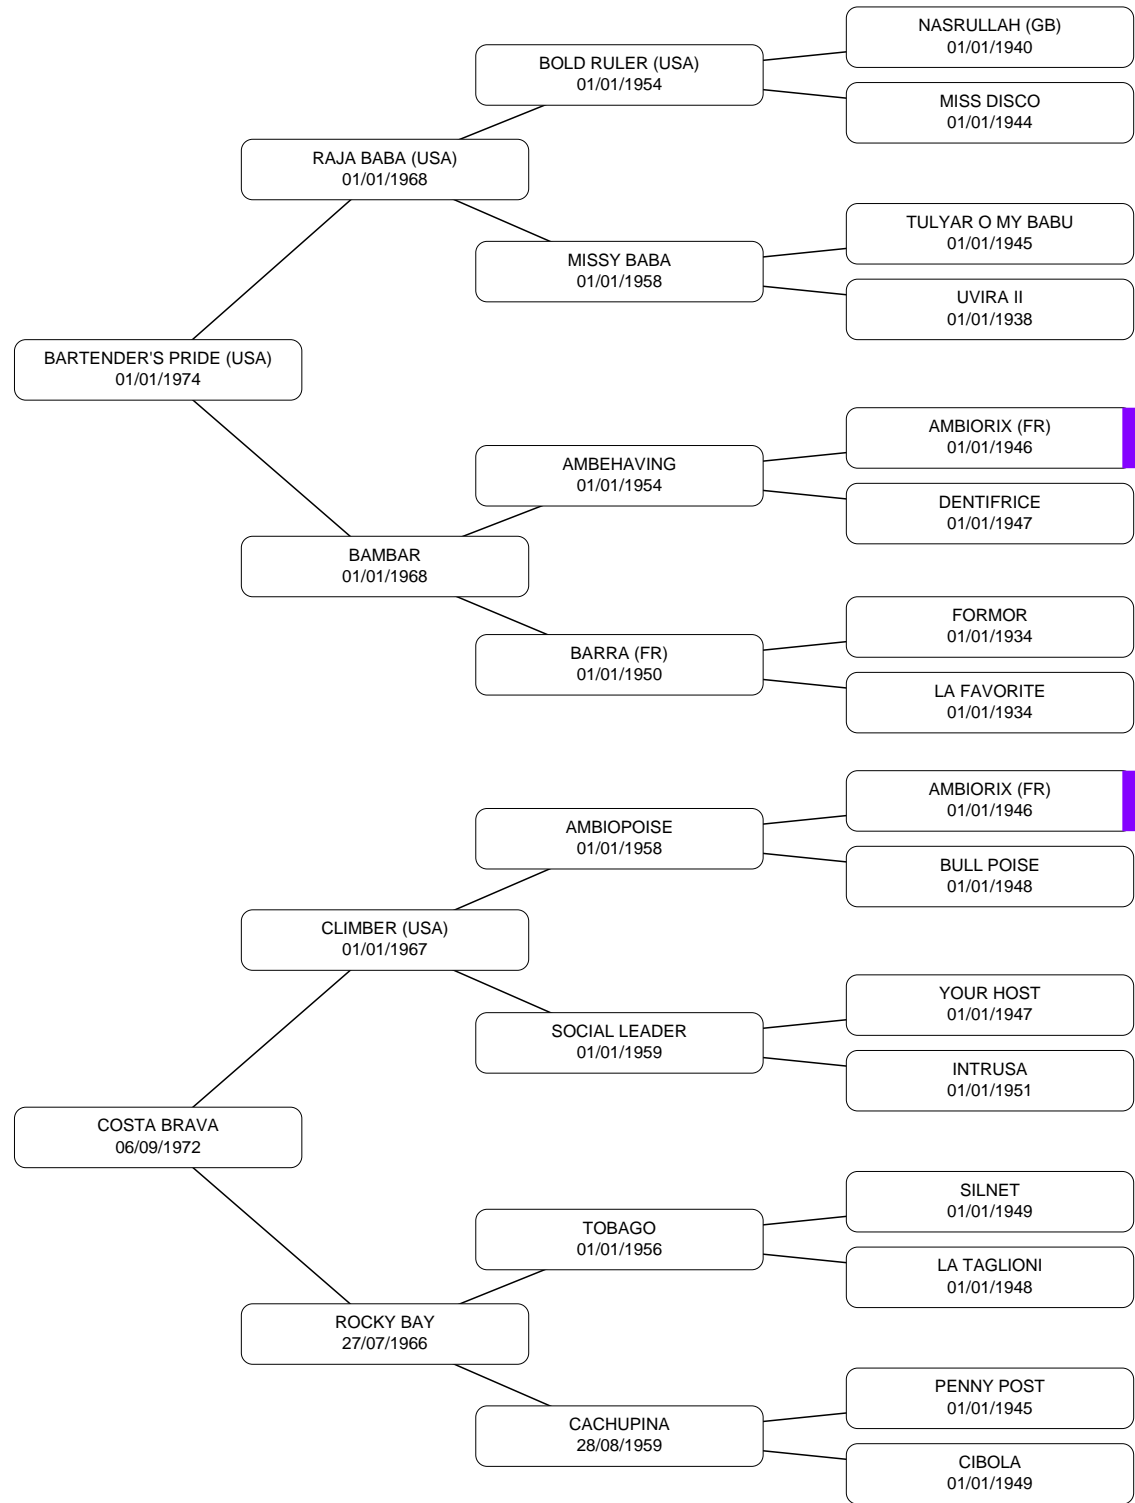 NASRULLAH (GB)
01/01/1940
BOLD RULER (USA)
01/01/1954
MISS DISCO
01/01/1944
RAJA BABA (USA)
01/01/1968
TULYAR O MY BABU
01/01/1945
MISSY BABA
01/01/1958
UVIRA II
01/01/1938
BARTENDER'S PRIDE (USA)
01/01/1974
AMBIORIX (FR)
01/01/1946
AMBEHAVING
01/01/1954
DENTIFRICE
01/01/1947
BAMBAR
01/01/1968
FORMOR
01/01/1934
BARRA (FR)
01/01/1950
LA FAVORITE
01/01/1934
AMBIORIX (FR)
01/01/1946
AMBIOPOISE
01/01/1958
BULL POISE
01/01/1948
CLIMBER (USA)
01/01/1967
YOUR HOST
01/01/1947
SOCIAL LEADER
01/01/1959
INTRUSA
01/01/1951
COSTA BRAVA
06/09/1972
SILNET
01/01/1949
TOBAGO
01/01/1956
LA TAGLIONI
01/01/1948
ROCKY BAY
27/07/1966
PENNY POST
01/01/1945
CACHUPINA
28/08/1959
CIBOLA
01/01/1949